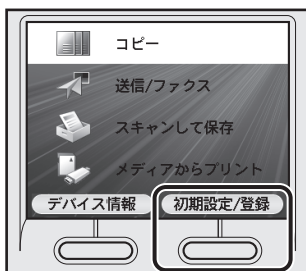 コピー
送信/ファクス
スキャンして保存
メディアからプリント
デバイス情報 初期設定/登録